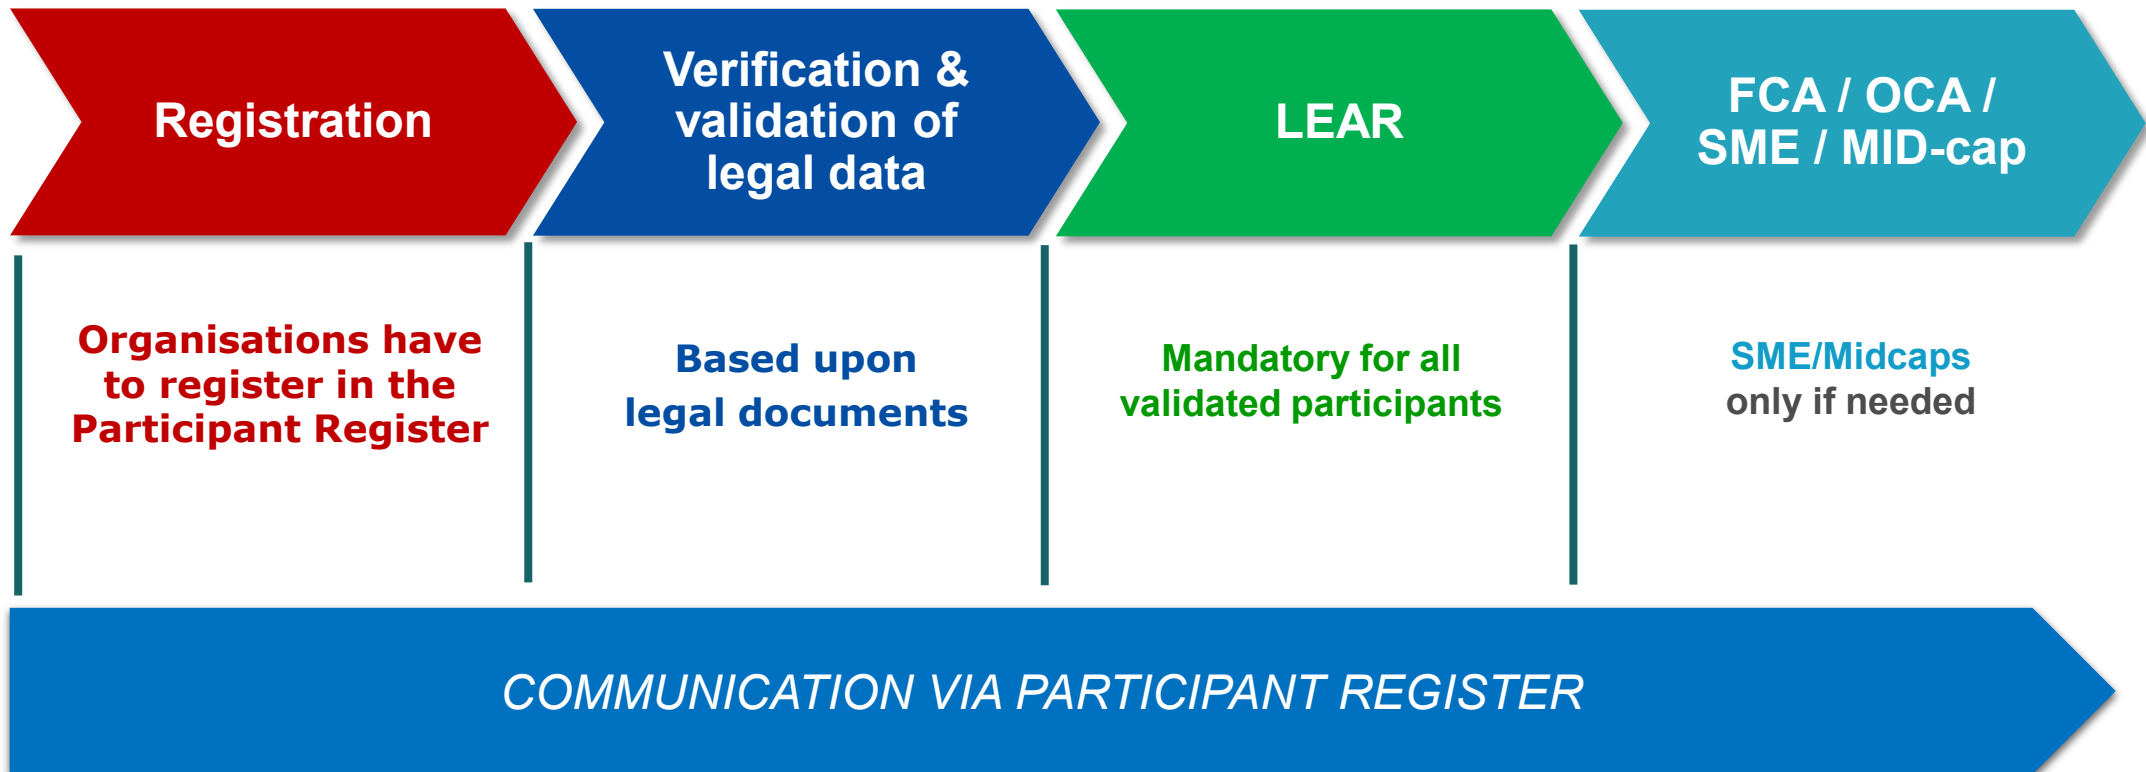 Registration
Verification &
validation of
legal data
LEAR
FCA / OCA /
SME / MID-cap
Organisations have
to register in the
Participant Register
Based upon
legal documents
Mandatory for all
validated participants
SME/Midcaps
only if needed
COMMUNICATION VIA PARTICIPANT REGISTER